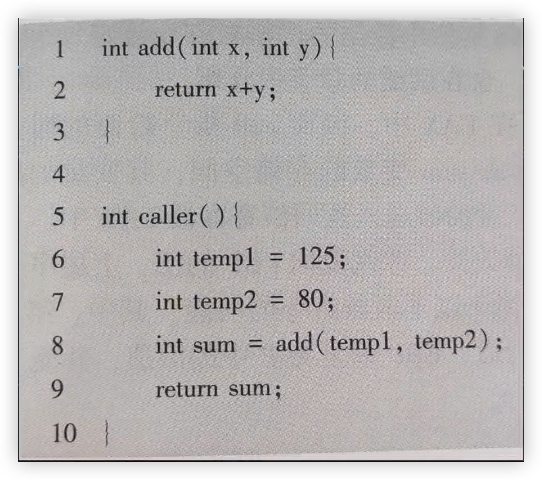 1 int add( int x, int y){
2 return x+y;
3 }
4
5 int caller( ){
6 int temp1 = 125;
7 int temp2 = 80;
8 int sum = add( temp1, temp2);
9 return sum;
10 }